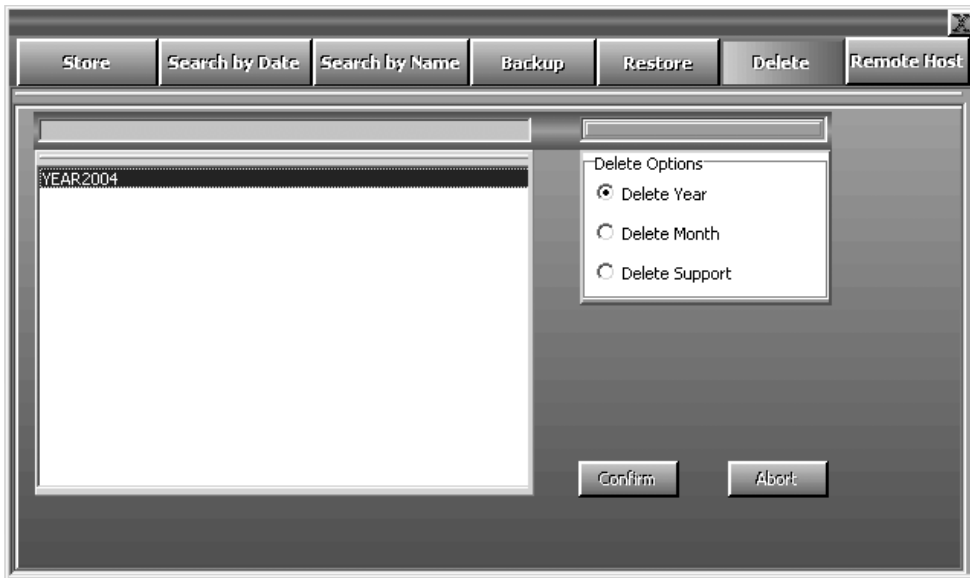 X
Store Search by Date Search by Name Backup Restore Delete Remote Host
Delete Options
YEAR2004
Delete Year
Delete Month
Delete Support
Confirm Abort